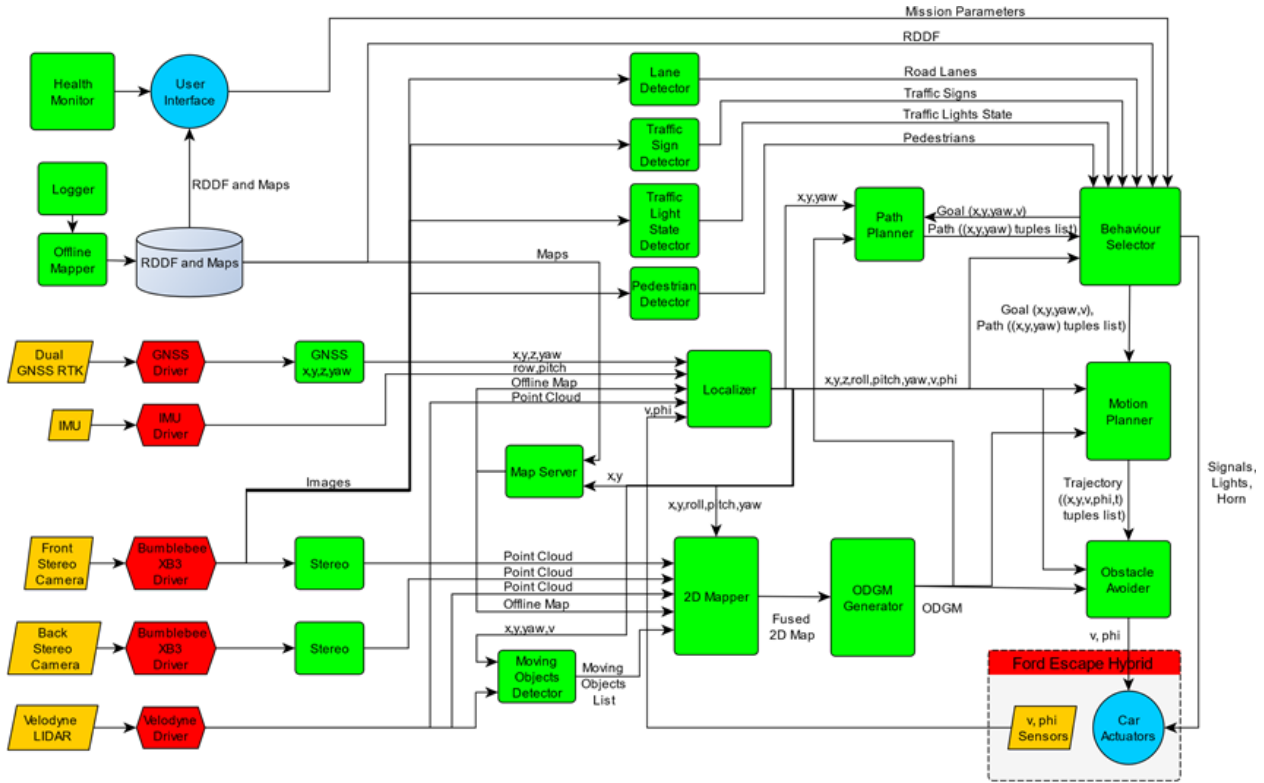 Mission Parameters
RDDF
Health
Monitor
User
Interface
Lane
Detector
Road Lanes
Traffic Signs
Traffic
Sign
Detector
Traffic Lights State
Pedestrians
Logger
RDDF and Maps
Traffic
Light
State
Detector
x,y,yaw
Path
Planner
Goal (x,y,yaw,v)
Path ((x,y,yaw) tuples list)
Behaviour
Selector
Offline
Mapper
RDDF and Maps
Maps
Pedestrian
Detector
Goal (x,y,yaw,v),
Path ((x,y,yaw) tuples list)
Dual
GNSS RTK
GNSS
Driver
GNSS
x,y,z,yaw
x,y,z,yaw
row,pitch
Offline Map
Point Cloud
v,phi
Localizer
x,y,z,roll,pitch,yaw,v,phi
Motion
Planner
IMU
IMU
Driver
Map Server
x,y
Images
x,y,roll,pitch,yaw
Trajectory
((x,y,v,phi,t)
tuples list)
Signals,
Lights,
Horn
Front
Stereo
Camera
Bumblebee
XB3
Driver
Stereo
Point Cloud
Point Cloud
Point Cloud
Offline Map
2D Mapper
Fused
2D Map
ODGM
Generator
ODGM
Obstacle
Avoider
Back
Stereo
Camera
Bumblebee
XB3
Driver
Stereo
x,y,yaw,v
Moving
Objects
Detector
Moving
Objects
List
v, phi
Ford Escape Hybrid
Velodyne
LIDAR
Velodyne
Driver
v, phi
Sensors
Car
Actuators